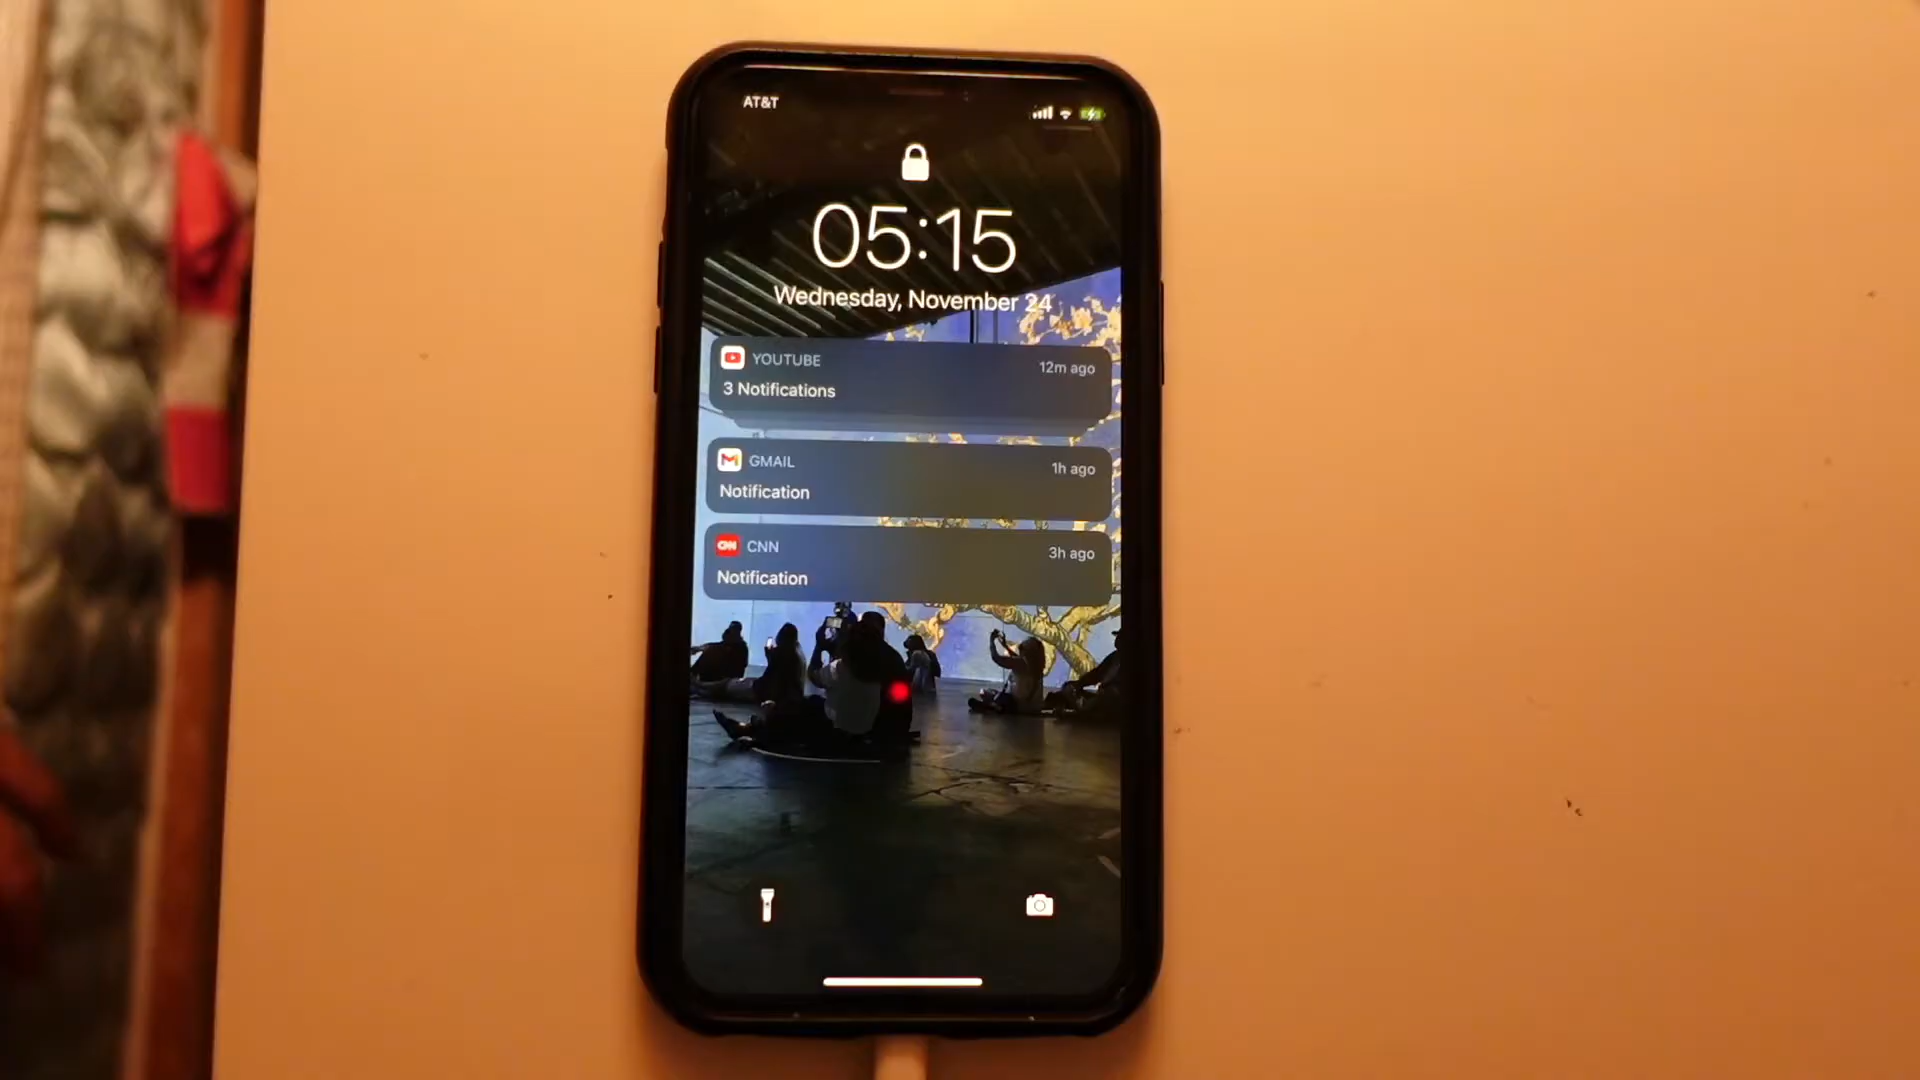 AT&T
05:15
Wednesday, November 24
YOUTUBE
12m ago
3 Notifications
GMAIL
1h ago
Notification
CNN
CNN
3h ago
Notification